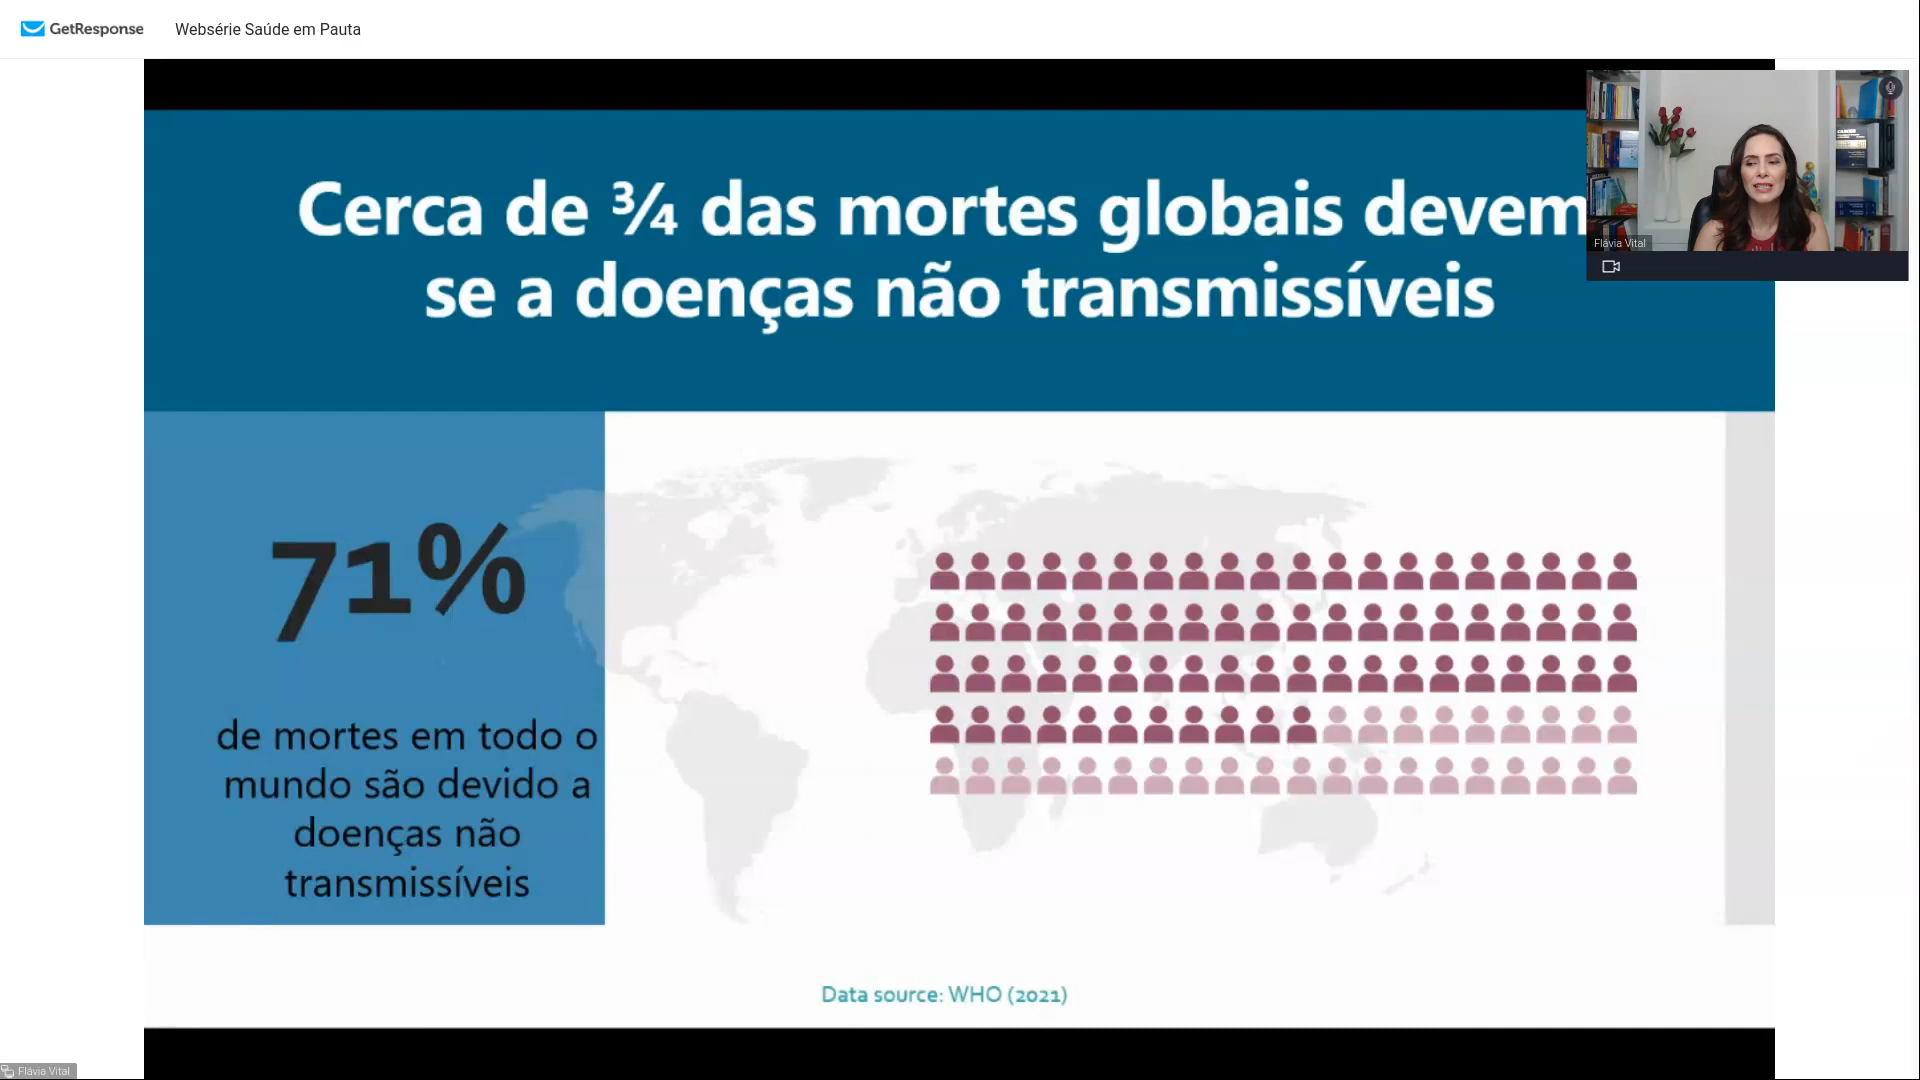 GetResponse
Websérie Saúde em Pauta
Cerca de ¾ das mortes globais devem
se a doenças não transmissíveis
Flávia Vital
71%
de mortes em todo o
mundo são devido a
doenças não
transmissíveis
Data source: WHO (2021)
Flávia Vital